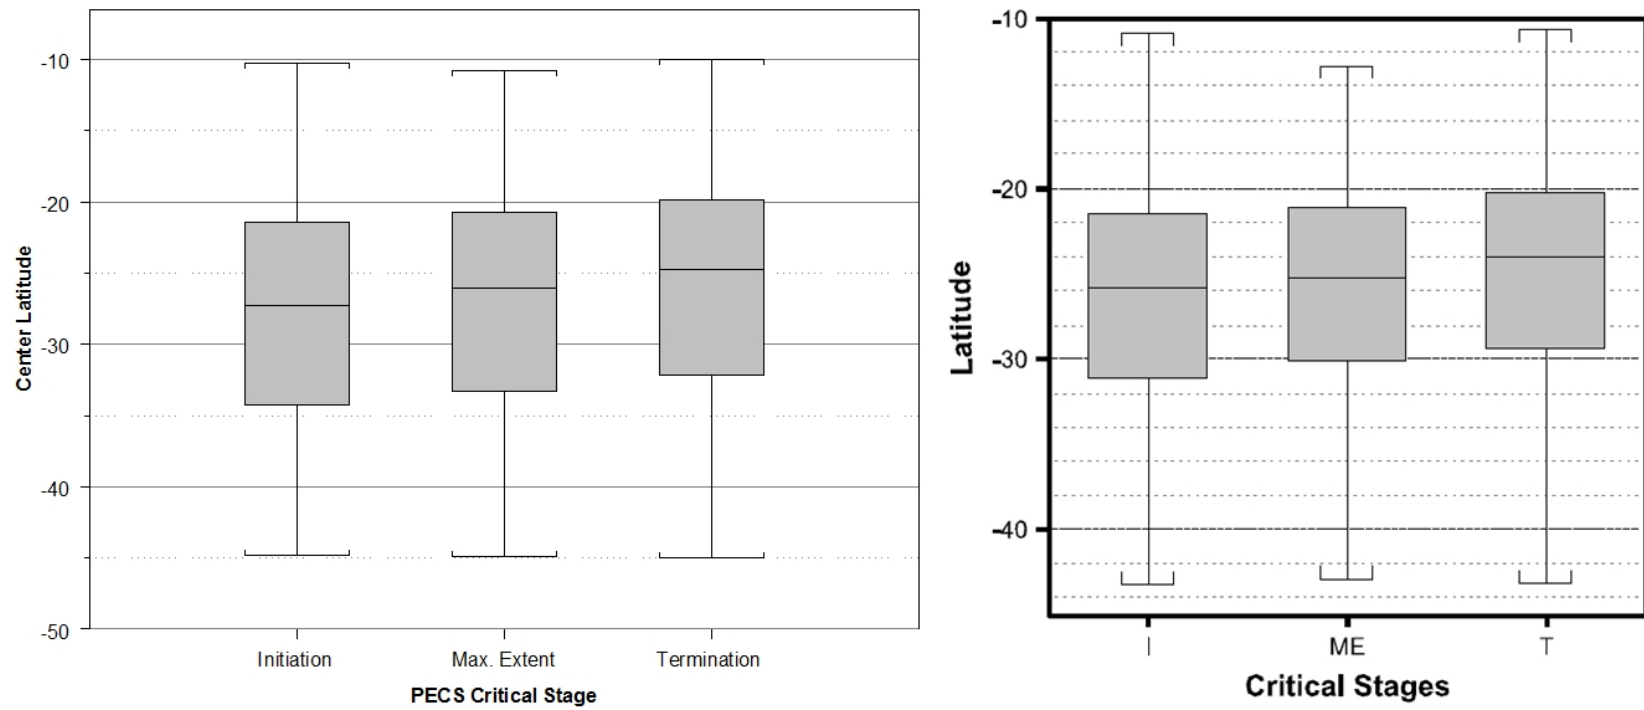 -10
-20
-30
-40
-50
Center Latitude
Initiation
Max. Extent
Termination
PECS Critical Stage
-10
-20
-30
-40
Latitude
I
ME
T
Critical Stages